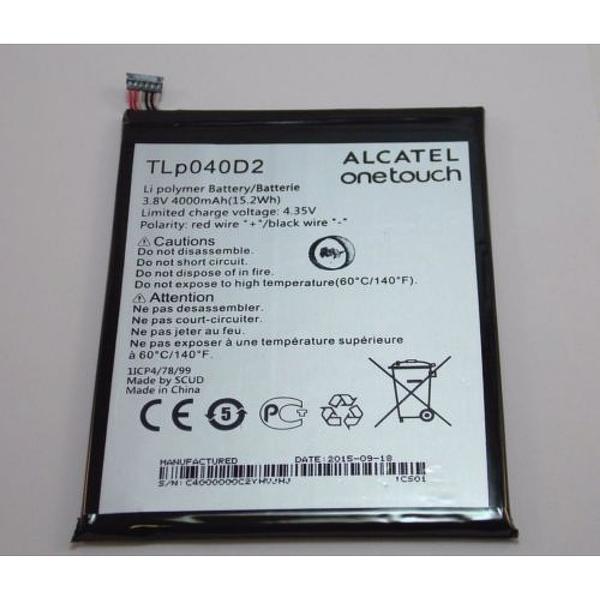 TLp040D2
ALCATEL
onetouch
Li polymer Battery/Batterie
3.8V 4000mAh(15.2Wh)
Limited charge voltage: 4.35V
Polarity: red wire "+"/black wire "-"
⚠ Cautions
Do not disassemble.
Do not short circuit.
Do not dispose of in fire.
Do not expose to high temperature(60°C/140°F).
⚠ Attention
Ne pas desassembler.
Ne pas court-circuiter.
Ne pas jeter au feu.
Ne pas exposer à une température supérieure
à 60°C/140°F.
1ICP4/78/99
Made by SCUD
Made in China
CE 5 PC
MANUFACTURED DATE:2015-09-18
S/N:C4000000C2YHVJHJ 1CS01